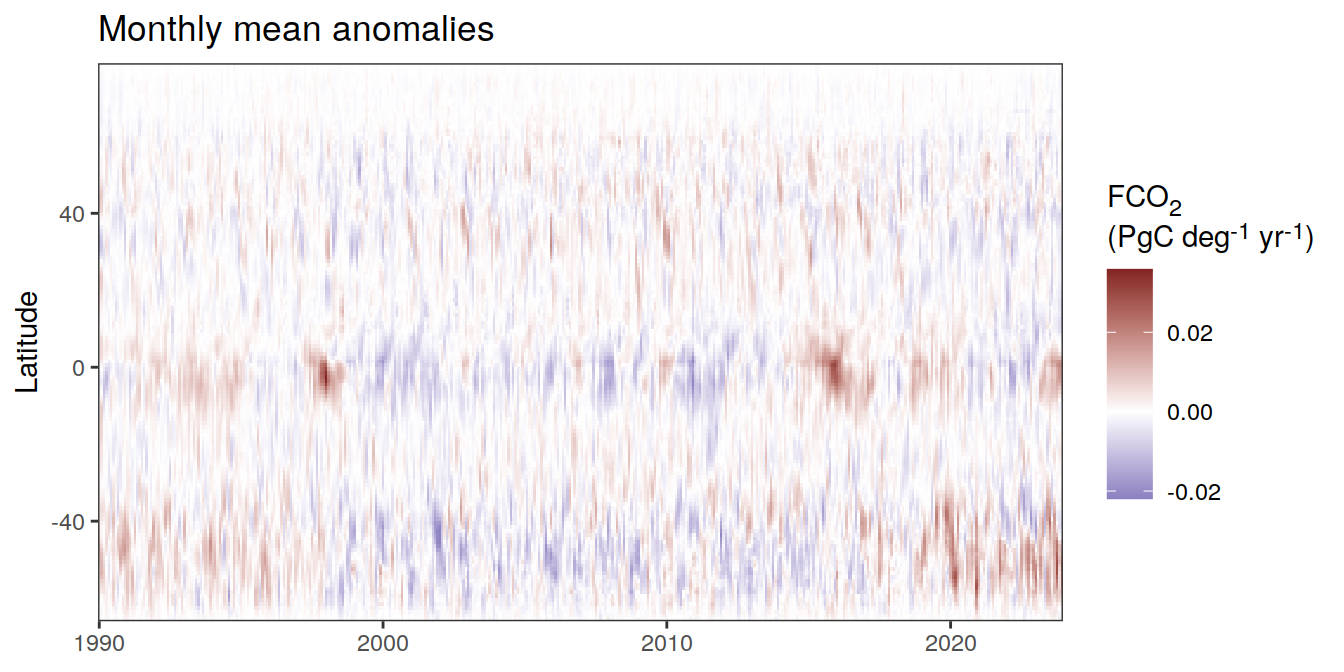 Monthly mean anomalies
Latitude
40
0
-40
1990
2000
2010
2020
FCO₂
(PgC deg⁻¹ yr⁻¹)
0.02
0.00
-0.02